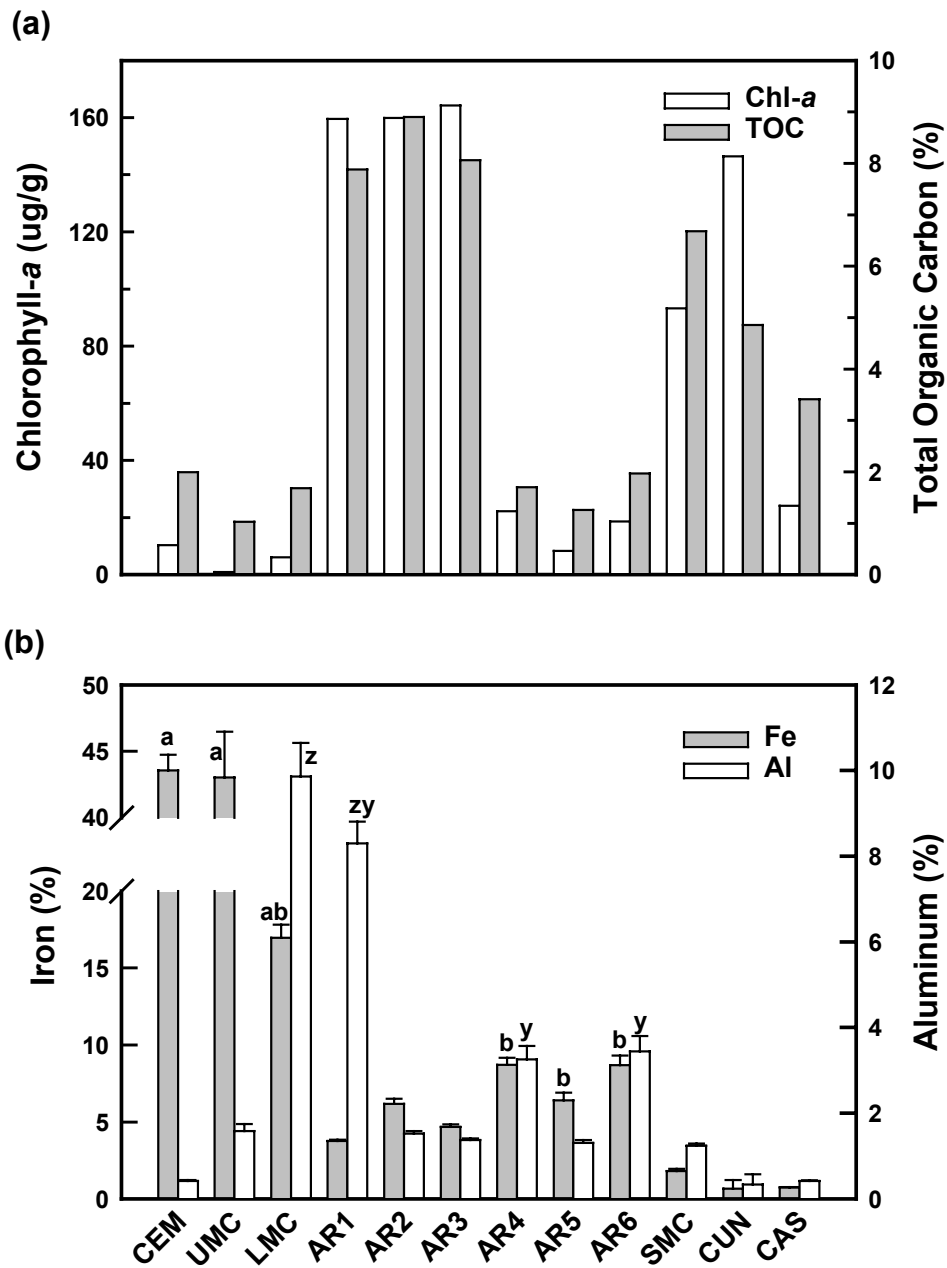 (a)
Chlorophyll-a (ug/g)
160
120
80
40
0
Chl-a
TOC
10
8
6
4
2
0
Total Organic Carbon (%)
(b)
Iron (%)
50
45
40
20
15
10
5
0
a
a
ab
z
zy
b
y
b
b
y
Fe
Al
12
10
8
6
4
2
0
Aluminum (%)
CEM
UMC
LMC
AR1
AR2
AR3
AR4
AR5
AR6
SMC
CUN
CAS